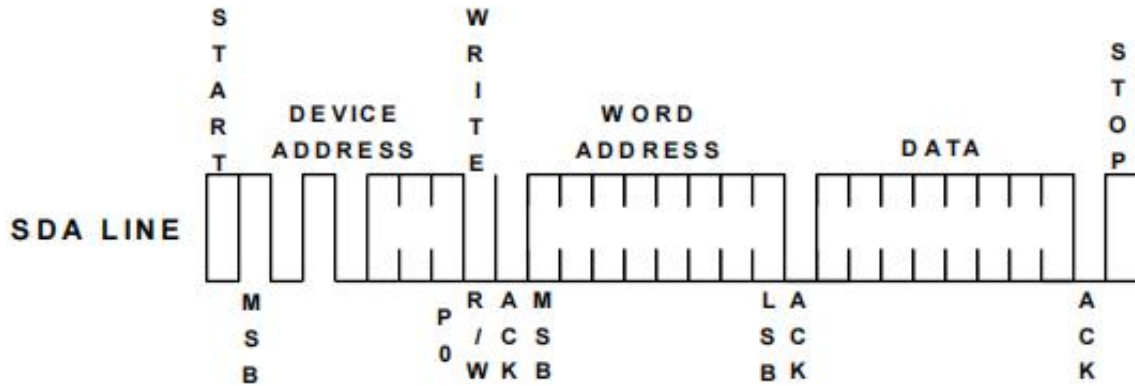 START
WRITE
STOP
DEVICE
ADDRESS
WORD
ADDRESS
DATA
SDA LINE
MSB
P0
R/W
ACK
MSB
LSB
ACK
ACK